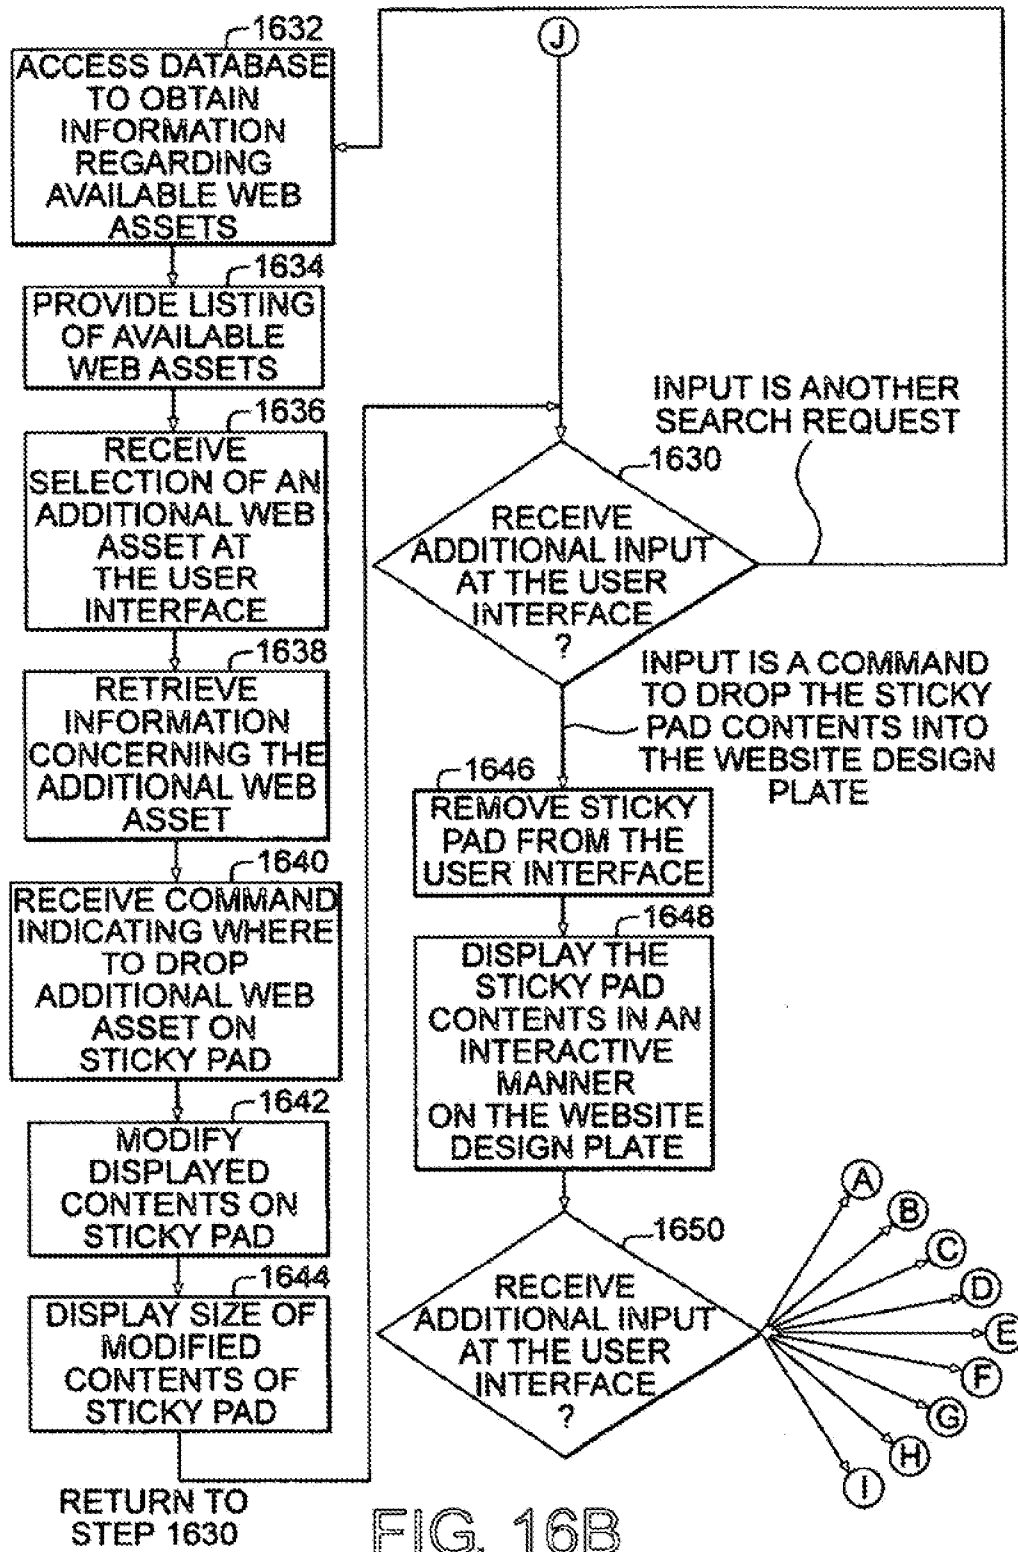 1632
ACCESS DATABASE
TO OBTAIN
INFORMATION
REGARDING
AVAILABLE WEB
ASSETS
1634
PROVIDE LISTING
OF AVAILABLE
WEB ASSETS
1636
RECEIVE
SELECTION OF AN
ADDITIONAL WEB
ASSET AT
THE USER
INTERFACE
1638
RETRIEVE
INFORMATION
CONCERNING THE
ADDITIONAL WEB
ASSET
1640
RECEIVE COMMAND
INDICATING WHERE
TO DROP
ADDITIONAL WEB
ASSET ON
STICKY PAD
1642
MODIFY
DISPLAYED
CONTENTS ON
STICKY PAD
1644
DISPLAY SIZE OF
MODIFIED
CONTENTS OF
STICKY PAD
RETURN TO
STEP 1630
J
INPUT IS ANOTHER
SEARCH REQUEST
1630
RECEIVE
ADDITIONAL INPUT
AT THE USER
INTERFACE
?
INPUT IS A COMMAND
TO DROP THE STICKY
PAD CONTENTS INTO
THE WEBSITE DESIGN
PLATE
1646
REMOVE STICKY
PAD FROM THE
USER INTERFACE
1648
DISPLAY THE
STICKY PAD
CONTENTS IN AN
INTERACTIVE
MANNER
ON THE WEBSITE
DESIGN PLATE
1650
RECEIVE
ADDITIONAL INPUT
AT THE USER
INTERFACE
?
A
B
C
D
E
F
G
H
I
FIG. 16B